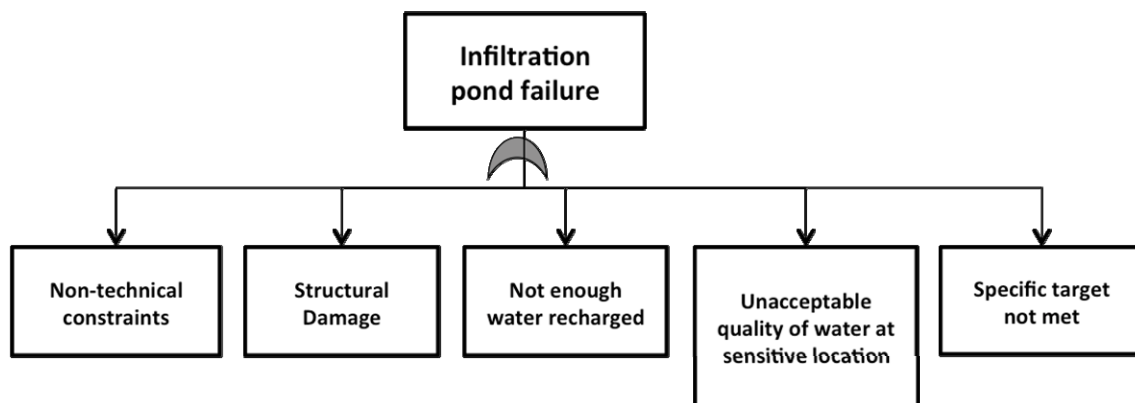 Infiltration
pond failure
Non-technical
constraints
Structural
Damage
Not enough
water recharged
Unacceptable
quality of water at
sensitive location
Specific target
not met